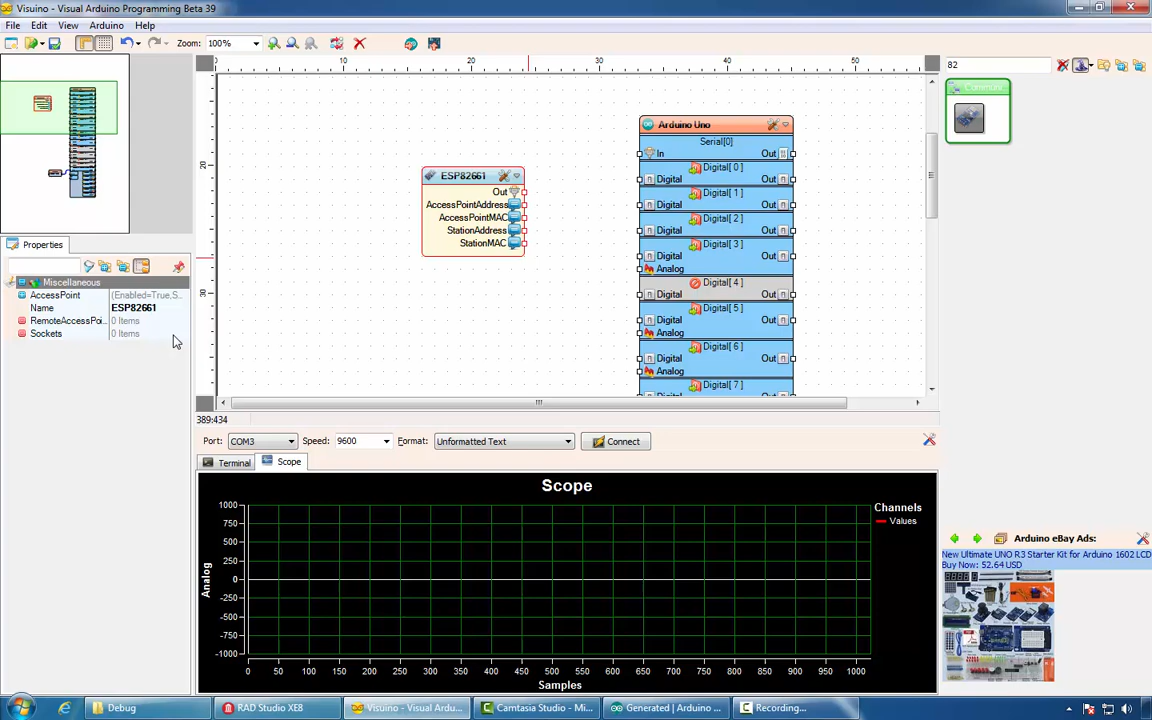 Visuino - Visual Arduino Programming Beta 39
File Edit View Arduino Help
Zoom: 100%
82
0 10 20 30 40 50
20
30
Commun
ESP82661
Out
AccessPointAddress
AccessPointMAC
StationAddress
StationMAC
Arduino Uno
Serial[0]
In Out
Digital[ 0 ]
Digital Out
Digital[ 1 ]
Digital Out
Digital[ 2 ]
Digital Out
Digital[ 3 ]
Digital Out
Analog
Digital[ 4 ]
Digital Out
Digital[ 5 ]
Digital Out
Analog
Digital[ 6 ]
Digital Out
Analog
Digital[ 7 ]
Properties
Miscellaneous
AccessPoint (Enabled=True,S...
Name ESP82661
RemoteAccessPoi... 0 Items
Sockets 0 Items
389:434
Port: COM3 Speed: 9600 Format: Unformatted Text Connect
Terminal Scope
Scope
Channels
Values
Analog
1000
750
500
250
0
-250
-500
-750
-1000
0 50 100 150 200 250 300 350 400 450 500 550 600 650 700 750 800 850 900 950 1000
Samples
Arduino eBay Ads:
New Ultimate UNO R3 Starter Kit for Arduino 1602 LCD
Buy Now: 52.64 USD
Debug RAD Studio XE8 Visuino - Visual Ardu... Camtasia Studio - Mi... Generated | Arduino ... Recording...